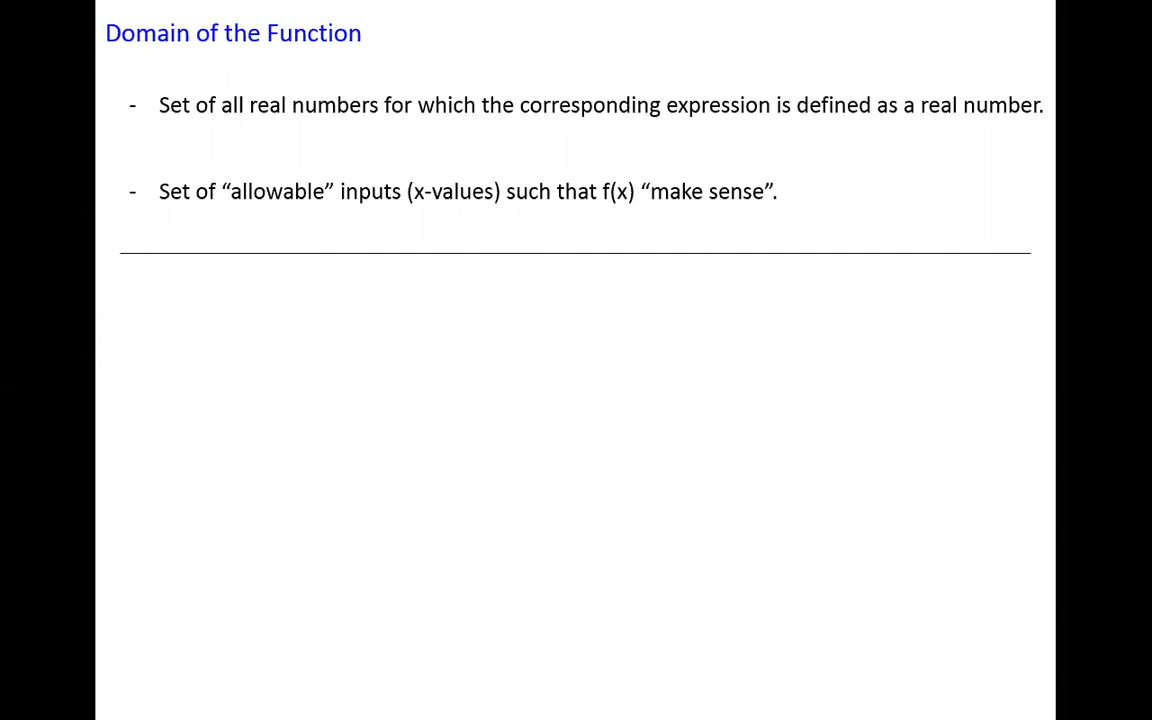 Domain of the Function
- Set of all real numbers for which the corresponding expression is defined as a real number.
- Set of “allowable” inputs (x-values) such that f(x) “make sense”.